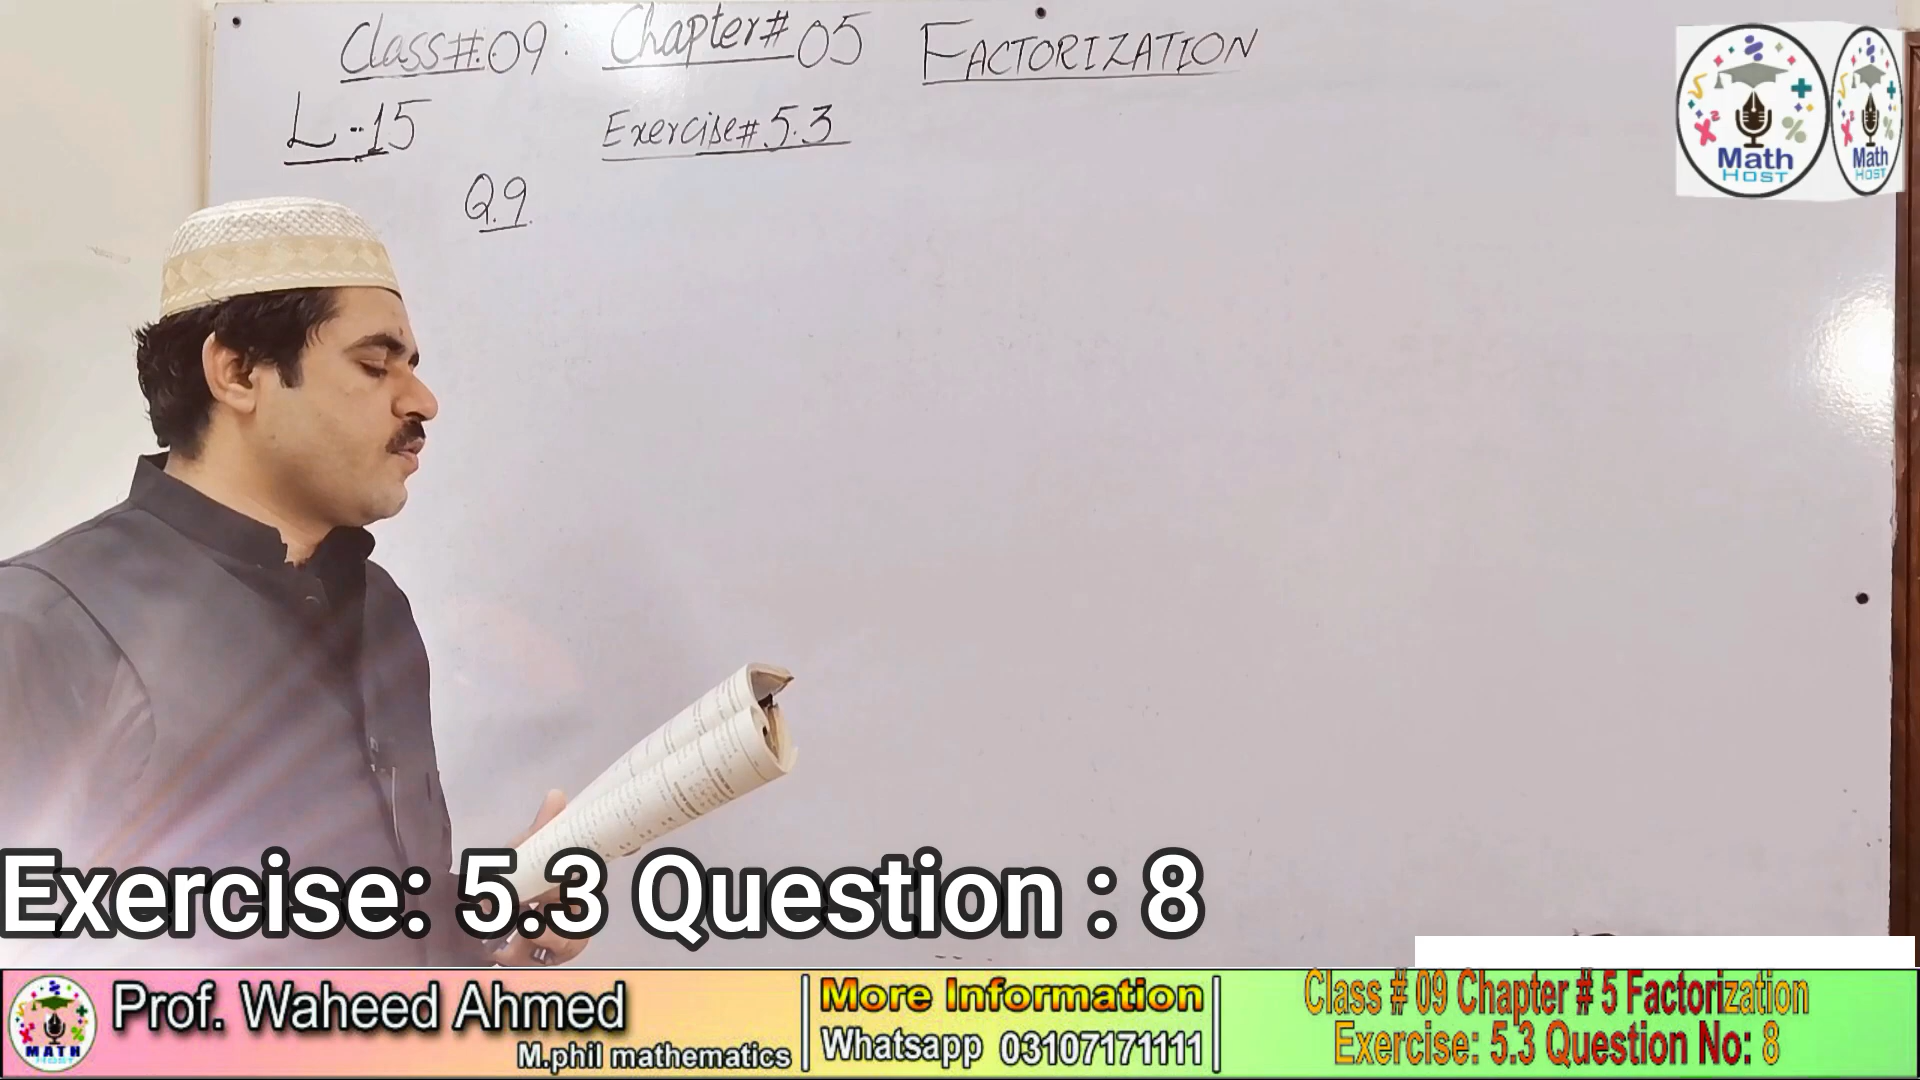 Class#.09: Chapter# 05 FACTORIZATION
L-15 Exercise#.5.3
Q.9.
Math
HOST
Math
HOST
Exercise: 5.3 Question : 8
MATH
HOST
Prof. Waheed Ahmed
M.phil mathematics
More Information
Whatsapp 03107171111
Class # 09 Chapter # 5 Factorization
Exercise: 5.3 Question No: 8